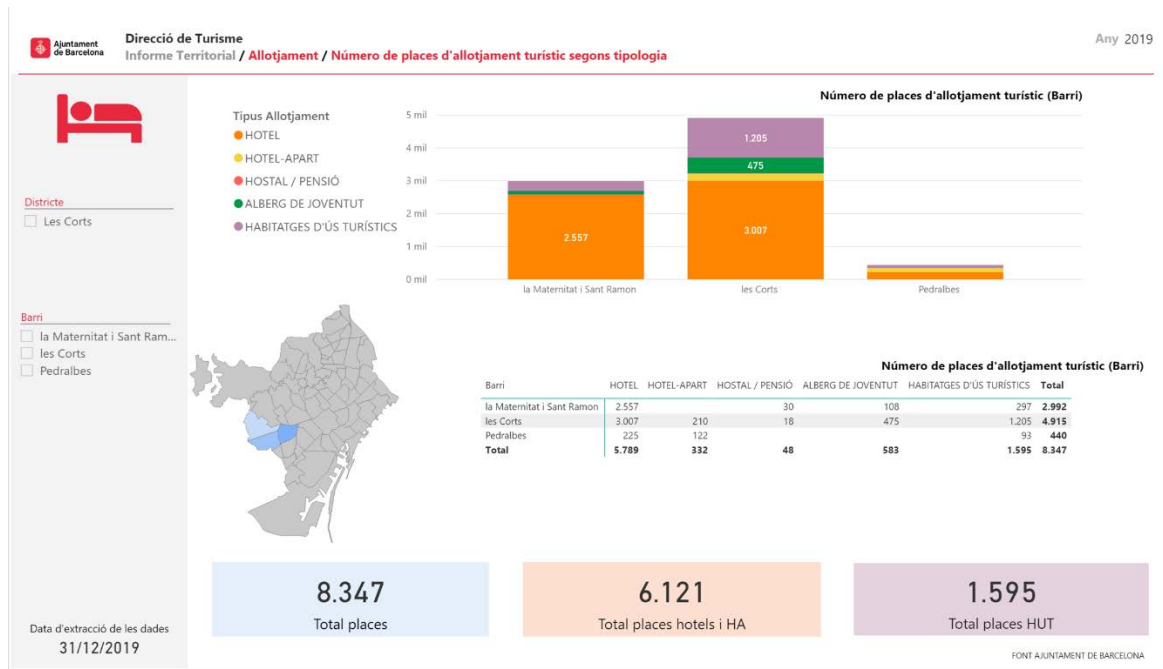 Ajuntament
de Barcelona
Direcció de Turisme
Informe Territorial / Allotjament / Número de places d'allotjament turístic segons tipologia
Any 2019
Districte
Les Corts
Barri
la Maternitat i Sant Ram...
les Corts
Pedralbes
Data d'extracció de les dades
31/12/2019
Número de places d'allotjament turístic (Barri)
Tipus Allotjament
HOTEL
HOTEL-APART
HOSTAL / PENSIÓ
ALBERG DE JOVENTUT
HABITATGES D'ÚS TURÍSTICS
5 mil
4 mil
3 mil
2 mil
1 mil
0 mil
2.557
1.205
475
3.007
la Maternitat i Sant Ramon
les Corts
Pedralbes
Número de places d'allotjament turístic (Barri)
Barri HOTEL HOTEL-APART HOSTAL / PENSIÓ ALBERG DE JOVENTUT HABITATGES D'ÚS TURÍSTICS Total
la Maternitat i Sant Ramon 2.557 30 108 297 2.992
les Corts 3.007 210 18 475 1.205 4.915
Pedralbes 225 122 93 440
Total 5.789 332 48 583 1.595 8.347
8.347
Total places
6.121
Total places hotels i HA
1.595
Total places HUT
FONT AJUNTAMENT DE BARCELONA